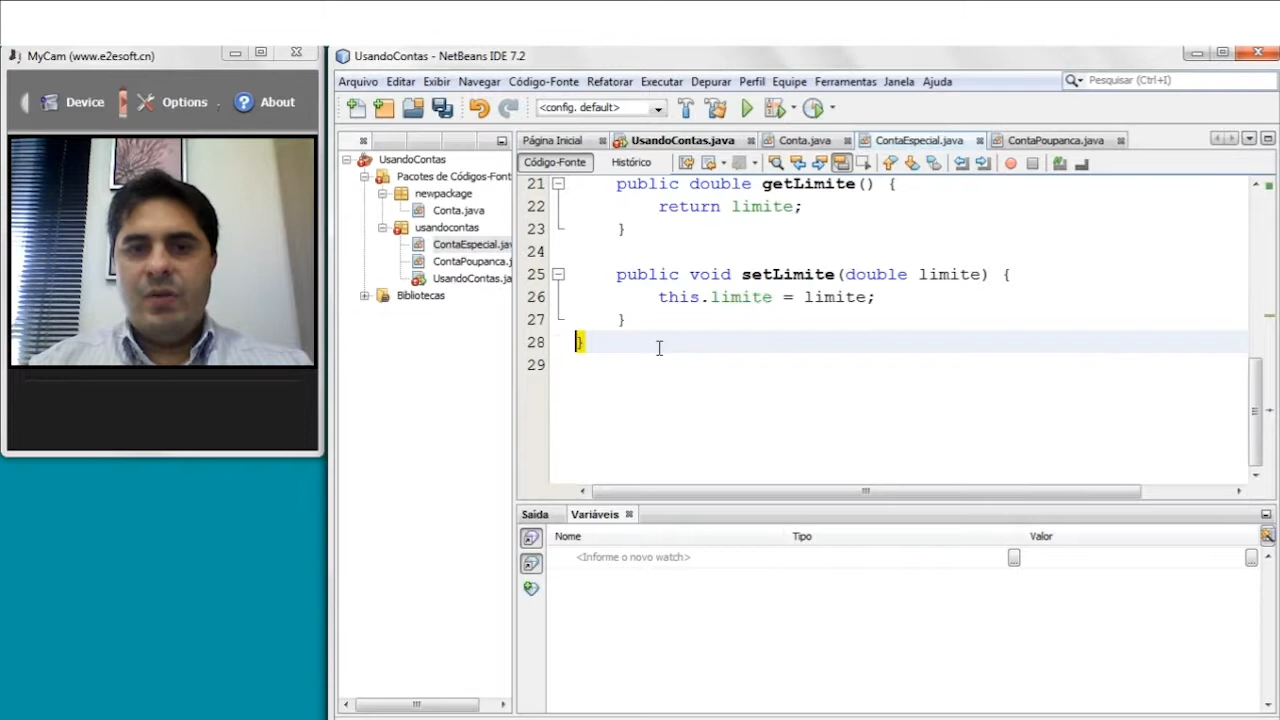 MyCam (www.e2esoft.cn)
Device
Options
About
UsandoContas - NetBeans IDE 7.2
Arquivo Editar Exibir Navegar Código-Fonte Refatorar Executar Depurar Perfil Equipe Ferramentas Janela Ajuda
Pesquisar (Ctrl+I)
<config. default>
Página Inicial
UsandoContas.java
Conta.java
ContaEspecial.java
ContaPoupanca.java
Código-Fonte
Histórico
UsandoContas
Pacotes de Códigos-Font
newpackage
Conta.java
usandocontas
ContaEspecial.jav
ContaPoupanca.j
UsandoContas.ja
Bibliotecas
21 public double getLimite() {
22 return limite;
23 }
24
25 public void setLimite(double limite) {
26 this.limite = limite;
27 }
28 }
29
Saída
Variáveis
Nome Tipo Valor
<Informe o novo watch>
... ...